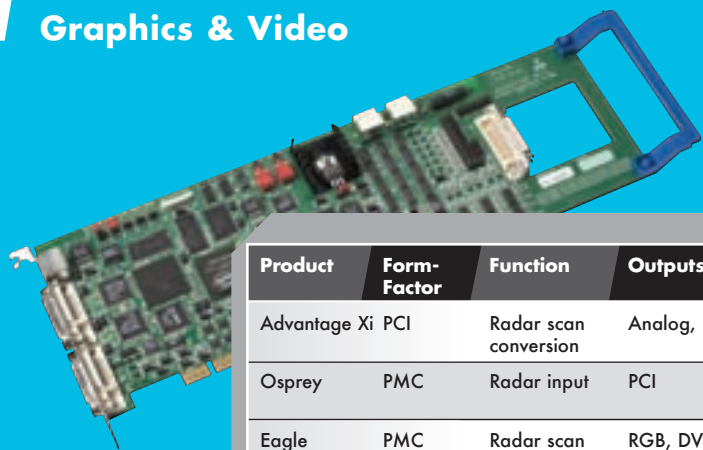 Graphics & Video
Product Form- Function Outputs
Factor
Advantage Xi PCI Radar scan Analog,
conversion
Osprey PMC Radar input PCI
Eagle PMC Radar scan RGB, DV